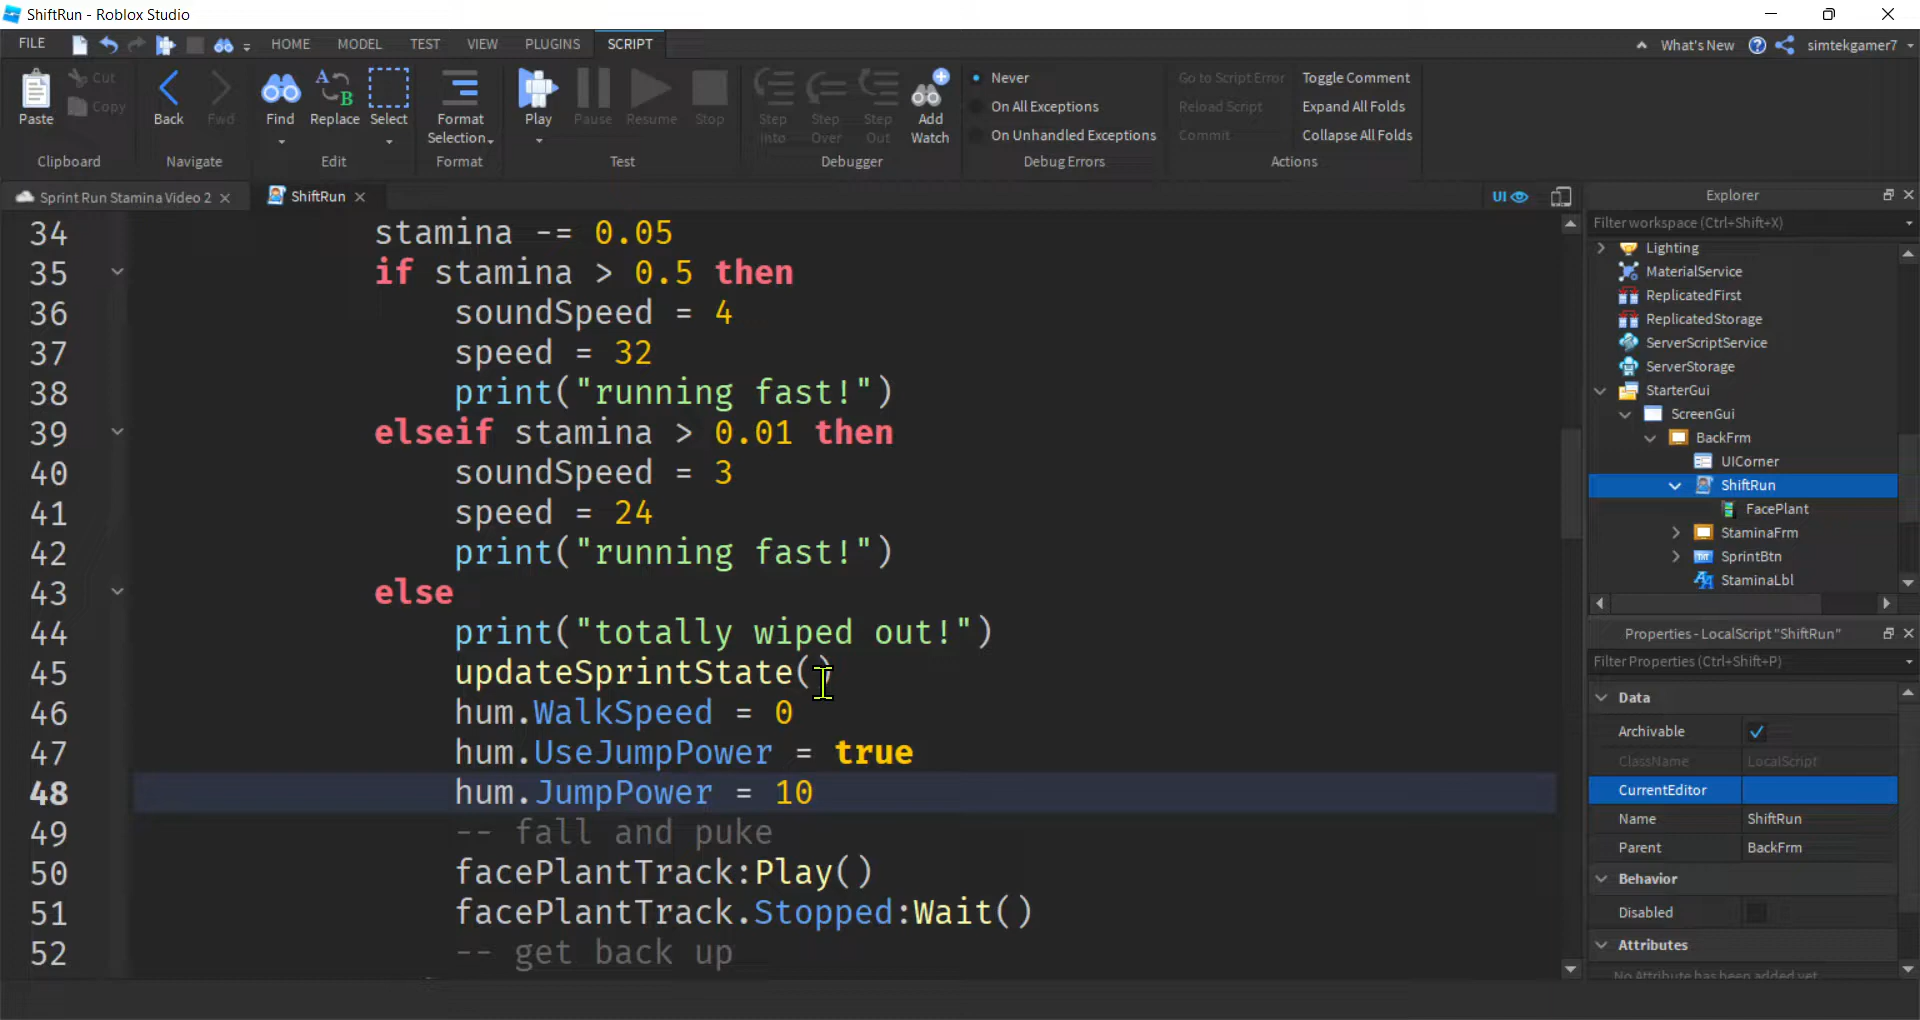 ShiftRun - Roblox Studio
FILE HOME MODEL TEST VIEW PLUGINS SCRIPT What's New simtekgamer7
Paste Cut Copy
Clipboard
Back Fwd
Navigate
Find Replace Select
Edit
Format Selection
Format
Play Pause Resume Stop
Test
Step Into Step Over Step Out Add Watch
Debugger
Never
On All Exceptions
On Unhandled Exceptions
Debug Errors
Go to Script Error Toggle Comment
Reload Script Expand All Folds
Commit Collapse All Folds
Actions
Sprint Run Stamina Video 2 ShiftRun UI
34 stamina -= 0.05
35 if stamina > 0.5 then
36 soundSpeed = 4
37 speed = 32
38 print("running fast!")
39 elseif stamina > 0.01 then
40 soundSpeed = 3
41 speed = 24
42 print("running fast!")
43 else
44 print("totally wiped out!")
45 updateSprintState()
46 hum.WalkSpeed = 0
47 hum.UseJumpPower = true
48 hum.JumpPower = 10
49 -- fall and puke
50 facePlantTrack:Play()
51 facePlantTrack.Stopped:Wait()
52 -- get back up
Explorer
Filter workspace (Ctrl+Shift+X)
Lighting
MaterialService
ReplicatedFirst
ReplicatedStorage
ServerScriptService
ServerStorage
StarterGui
ScreenGui
BackFrm
UICorner
ShiftRun
FacePlant
StaminaFrm
SprintBtn
StaminaLbl
Properties - LocalScript "ShiftRun"
Filter Properties (Ctrl+Shift+P)
Data
Archivable
ClassName LocalScript
CurrentEditor
Name ShiftRun
Parent BackFrm
Behavior
Disabled
Attributes
No Attribute has been added yet